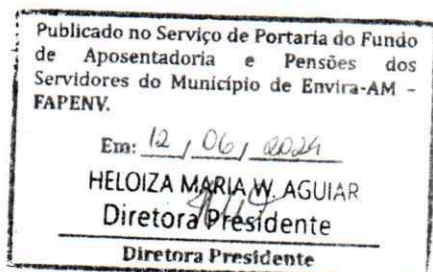 Publicado no Serviço de Portaria do Fundo
de Aposentadoria e Pensões dos
Servidores do Município de Envira-AM –
FAPENV.
Em: 12 / 06 / 2024
HELOIZA MARIA W. AGUIAR
Diretora Presidente
Diretora Presidente